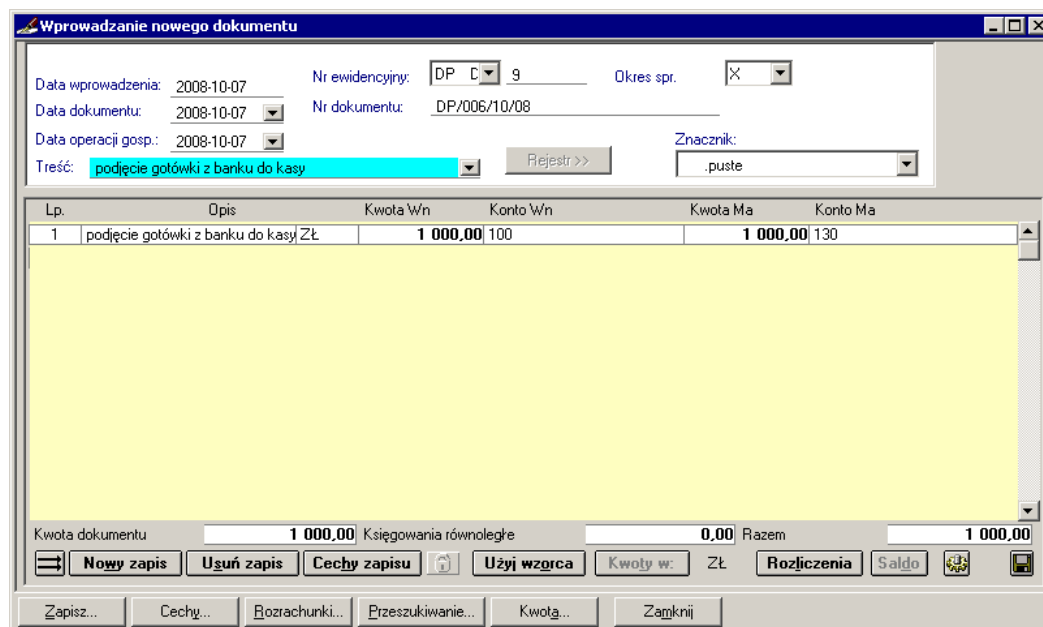 Wprowadzanie nowego dokumentu
Data wprowadzenia: 2008-10-07 Nr ewidencyjny: DP D 9 Okres spr. X
Data dokumentu: 2008-10-07 Nr dokumentu: DP/006/10/08
Data operacji gosp.: 2008-10-07 Znacznik:
Treść: podjęcie gotówki z banku do kasy Rejestr >> .puste
Lp. Opis Kwota Wn Konto Wn Kwota Ma Konto Ma
1 podjęcie gotówki z banku do kasy ZŁ 1 000,00 100 1 000,00 130
Kwota dokumentu 1 000,00 Księgowania równoległe 0,00 Razem 1 000,00
Nowy zapis Usuń zapis Cechy zapisu Użyj wzorca Kwoty w: ZŁ Rozliczenia Saldo
Zapisz... Cechy... Rozrachunki... Przeszukiwanie... Kwota... Zamknij